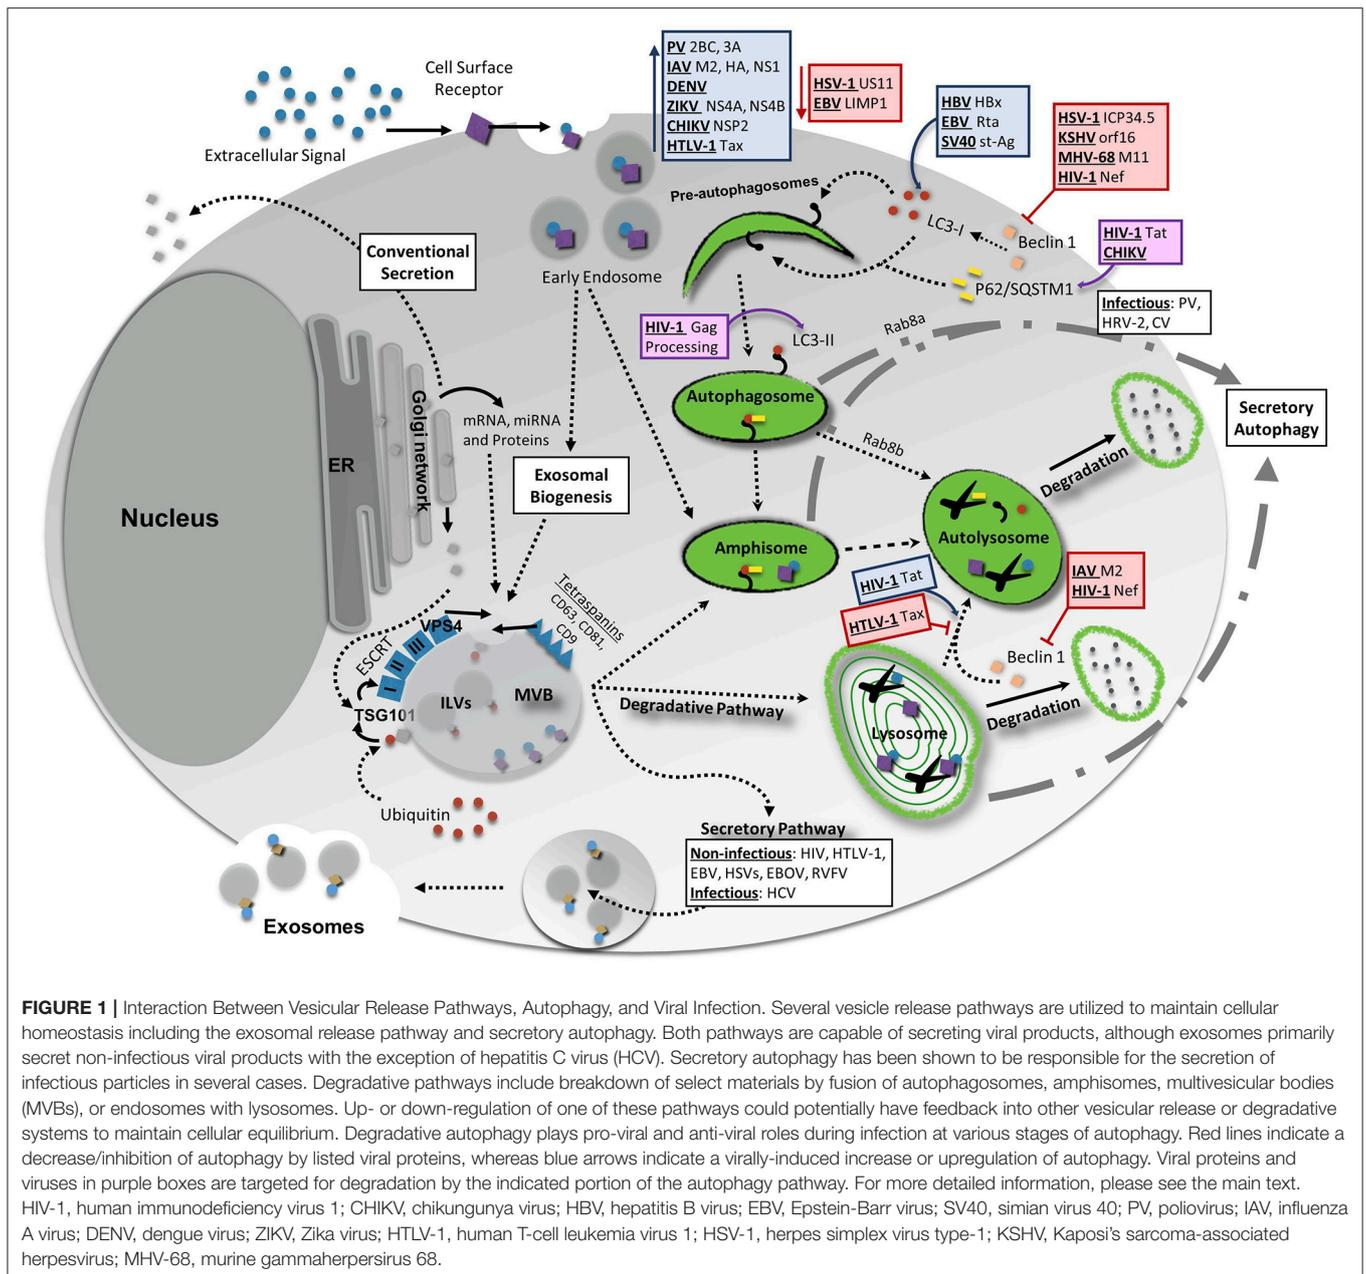 Extracellular Signal
Cell Surface
Receptor
PV 2BC, 3A
IAV M2, HA, NS1
DENV
ZIKV NS4A, NS4B
CHIKV NSP2
HTLV-1 Tax
HSV-1 US11
EBV LIMP1
HBV HBx
EBV Rta
SV40 st-Ag
HSV-1 ICP34.5
KSHV orf16
MHV-68 M11
HIV-1 Nef
Pre-autophagosomes
LC3-I
Beclin 1
HIV-1 Tat
CHIKV
P62/SQSTM1
Infectious: PV,
HRV-2, CV
Conventional
Secretion
Early Endosome
HIV-1 Gag
Processing
LC3-II
Rab8a
Autophagosome
Secretory
Autophagy
Nucleus
ER
Golgi network
mRNA, miRNA
and Proteins
Exosomal
Biogenesis
Rab8b
Degradation
Amphisome
Autolysosome
HIV-1 Tat
HTLV-1 Tax
IAV M2
HIV-1 Nef
Beclin 1
Tetraspanins
CD63, CD81,
CD9
VPS4
ESCRT
III
II
I
TSG101
ILVs
MVB
Degradative Pathway
Lysosome
Degradation
Ubiquitin
Secretory Pathway
Non-infectious: HIV, HTLV-1,
EBV, HSVs, EBOV, RVFV
Infectious: HCV
Exosomes
FIGURE 1 | Interaction Between Vesicular Release Pathways, Autophagy, and Viral Infection. Several vesicle release pathways are utilized to maintain cellular
homeostasis including the exosomal release pathway and secretory autophagy. Both pathways are capable of secreting viral products, although exosomes primarily
secret non-infectious viral products with the exception of hepatitis C virus (HCV). Secretory autophagy has been shown to be responsible for the secretion of
infectious particles in several cases. Degradative pathways include breakdown of select materials by fusion of autophagosomes, amphisomes, multivesicular bodies
(MVBs), or endosomes with lysosomes. Up- or down-regulation of one of these pathways could potentially have feedback into other vesicular release or degradative
systems to maintain cellular equilibrium. Degradative autophagy plays pro-viral and anti-viral roles during infection at various stages of autophagy. Red lines indicate a
decrease/inhibition of autophagy by listed viral proteins, whereas blue arrows indicate a virally-induced increase or upregulation of autophagy. Viral proteins and
viruses in purple boxes are targeted for degradation by the indicated portion of the autophagy pathway. For more detailed information, please see the main text.
HIV-1, human immunodeficiency virus 1; CHIKV, chikungunya virus; HBV, hepatitis B virus; EBV, Epstein-Barr virus; SV40, simian virus 40; PV, poliovirus; IAV, influenza
A virus; DENV, dengue virus; ZIKV, Zika virus; HTLV-1, human T-cell leukemia virus 1; HSV-1, herpes simplex virus type-1; KSHV, Kaposi's sarcoma-associated
herpesvirus; MHV-68, murine gammaherpersirus 68.